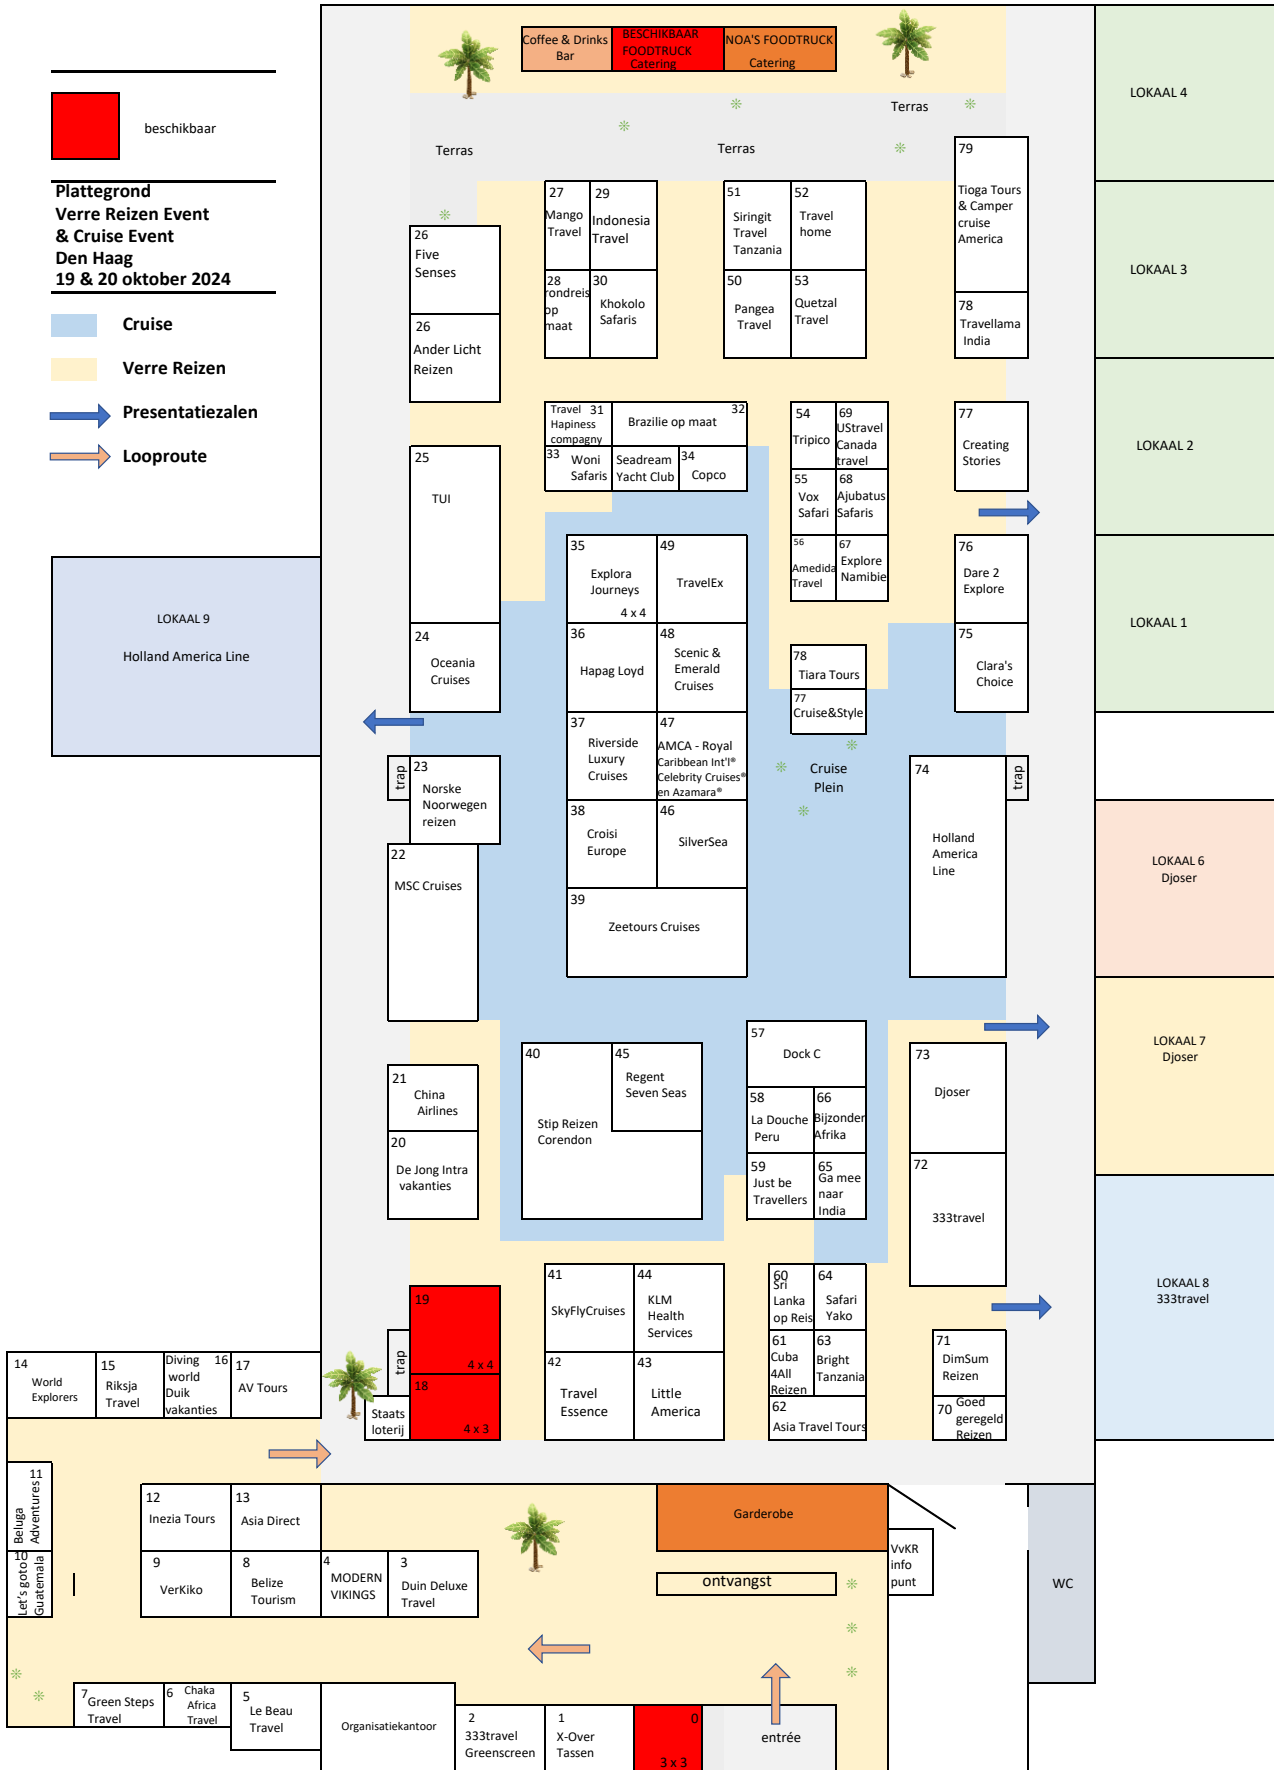 Coffee & Drinks
Bar
BESCHIKBAAR
FOODTRUCK
Catering
NOA'S FOODTRUCK
Catering
beschikbaar
Plattegrond
Verre Reizen Event
& Cruise Event
Den Haag
19 & 20 oktober 2024
Cruise
Verre Reizen
Presentatiezalen
Looproute
Terras
Terras
Terras
LOKAAL 4
LOKAAL 3
LOKAAL 2
LOKAAL 1
79
Tioga Tours
& Camper
cruise
America
78
Travellama
India
27
Mango
Travel
29
Indonesia
Travel
28
rondreis
op
maat
30
Khokolo
Safaris
51
Siringit
Travel
Tanzania
52
Travel
home
50
Pangea
Travel
53
Quetzal
Travel
26
Five
Senses
26
Ander Licht
Reizen
Travel 31
Hapiness
compagny
32
Brazilie op maat
33
Woni
Safaris
Seadream
Yacht Club
34
Copco
54
Tripico
69
UStravel
Canada
travel
55
Vox
Safari
68
Ajubatus
Safaris
56
Amedida
Travel
67
Explore
Namibie
77
Creating
Stories
76
Dare 2
Explore
75
Clara's
Choice
25
TUI
24
Oceania
Cruises
LOKAAL 9
Holland America Line
35
Explora
Journeys
4 x 4
49
TravelEx
36
Hapag Loyd
48
Scenic &
Emerald
Cruises
37
Riverside
Luxury
Cruises
47
AMCA - Royal
Caribbean Int'l®
Celebrity Cruises®
en Azamara®
38
Croisi
Europe
46
SilverSea
39
Zeetours Cruises
78
Tiara Tours
77
Cruise&Style
Cruise
Plein
trap
23
Norske
Noorwegen
reizen
22
MSC Cruises
74
Holland
America
Line
trap
LOKAAL 6
Djoser
LOKAAL 7
Djoser
LOKAAL 8
333travel
21
China
Airlines
20
De Jong Intra
vakanties
40
Stip Reizen
Corendon
45
Regent
Seven Seas
57
Dock C
58
La Douche
Peru
66
Bijzonder
Afrika
59
Just be
Travellers
65
Ga mee
naar
India
73
Djoser
72
333travel
19
4 x 4
18
4 x 3
trap
Staats
loterij
41
SkyFlyCruises
44
KLM
Health
Services
42
Travel
Essence
43
Little
America
60
Sri
Lanka
op Reis
64
Safari
Yako
61
Cuba
4All
Reizen
63
Bright
Tanzania
62
Asia Travel Tours
71
DimSum
Reizen
70
Goed
geregeld
Reizen
14
World
Explorers
15
Riksja
Travel
Diving 16
world
Duik
vakanties
17
AV Tours
11
Beluga
Adventures
10
Let's goto
Guatemala
12
Inezia Tours
13
Asia Direct
9
VerKiko
8
Belize
Tourism
4
MODERN
VIKINGS
3
Duin Deluxe
Travel
Garderobe
ontvangst
VvKR
info
punt
WC
7
Green Steps
Travel
6
Chaka
Africa
Travel
5
Le Beau
Travel
Organisatiekantoor
2
333travel
Greenscreen
1
X-Over
Tassen
0
3 x 3
entrée